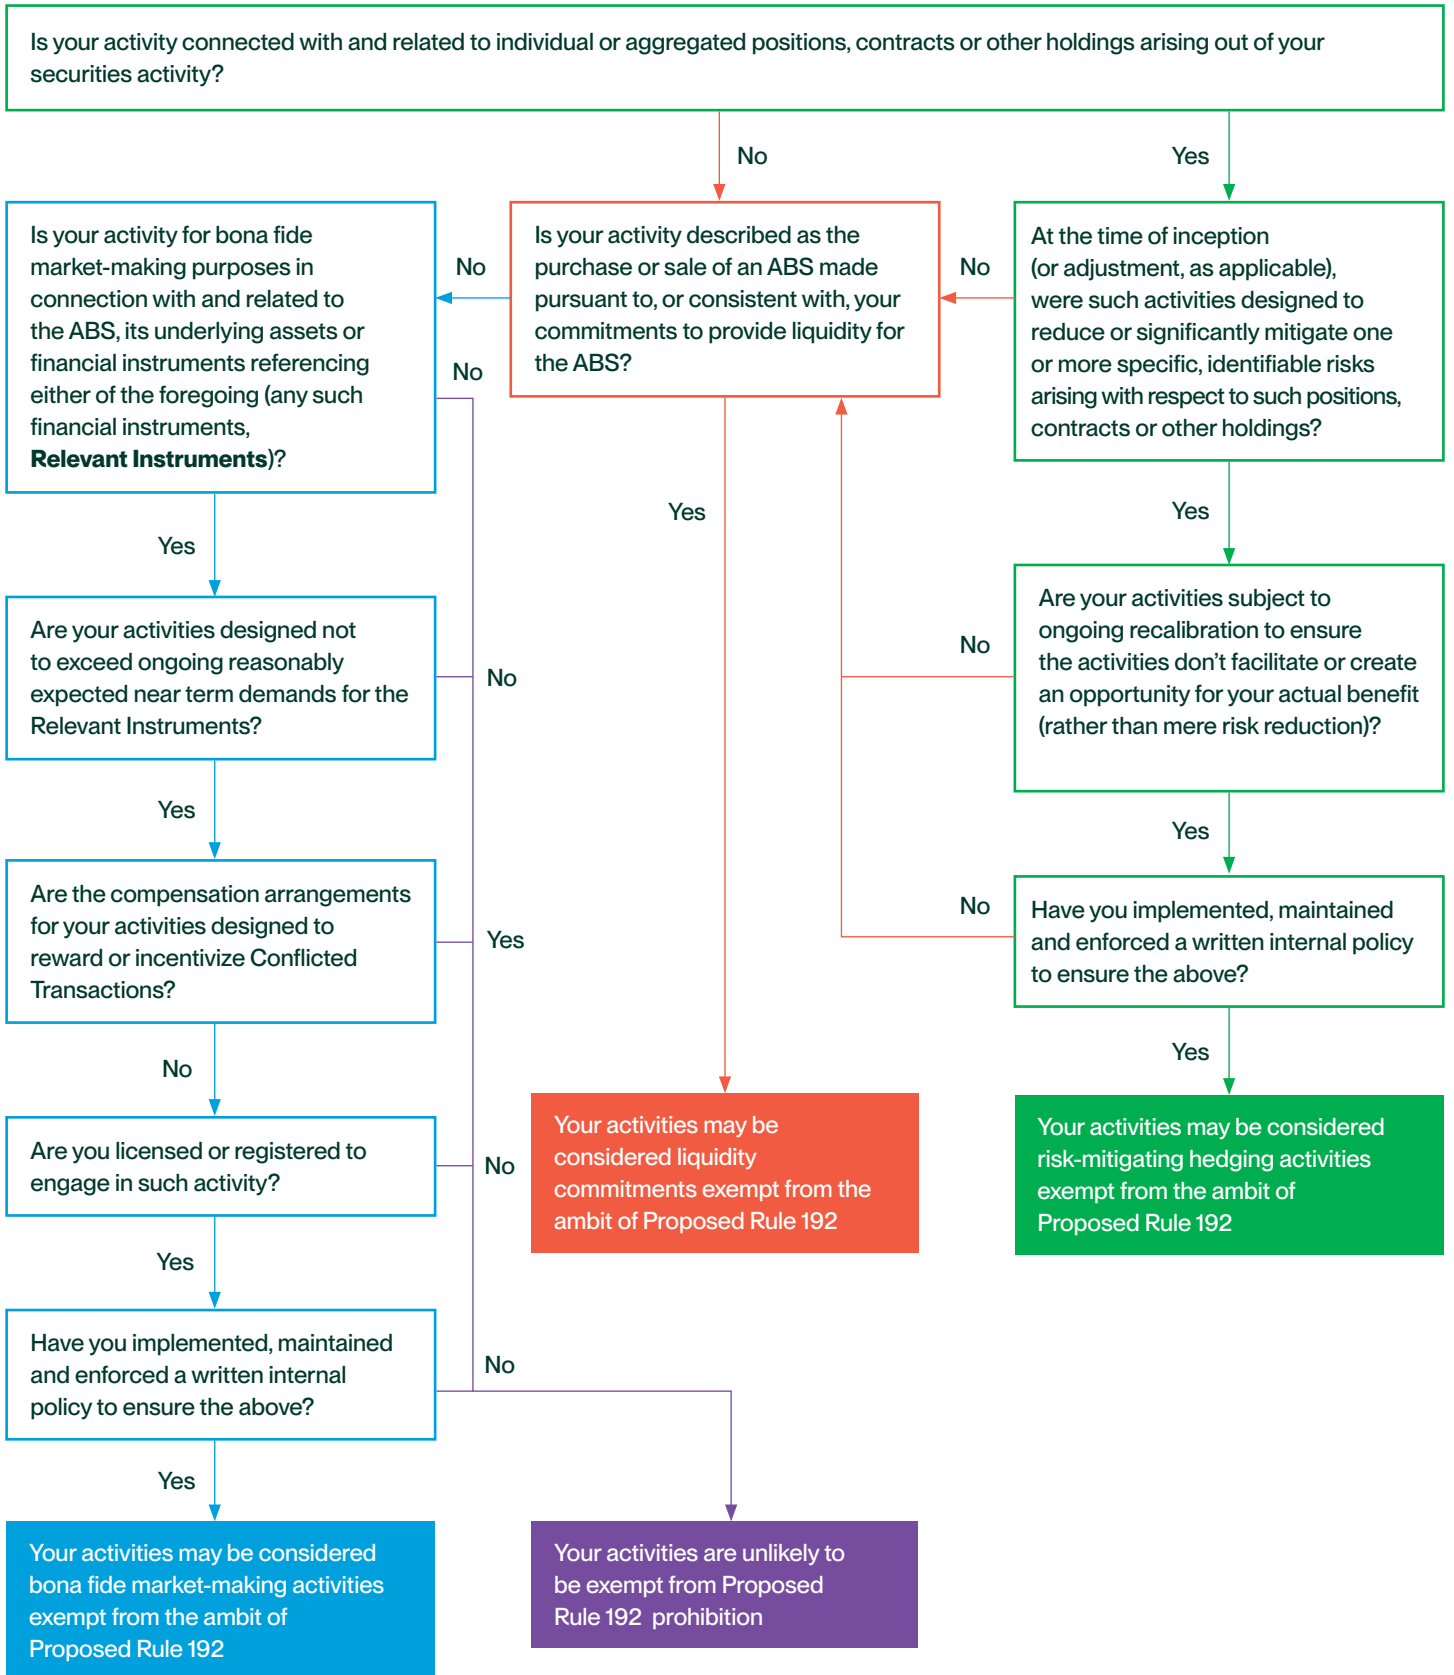 Is your activity connected with and related to individual or aggregated positions, contracts or other holdings arising out of your
securities activity?
No
Yes
Is your activity for bona fide
market-making purposes in
connection with and related to
the ABS, its underlying assets or
financial instruments referencing
either of the foregoing (any such
financial instruments,
Relevant Instruments)?
No
No
Is your activity described as the
purchase or sale of an ABS made
pursuant to, or consistent with, your
commitments to provide liquidity for
the ABS?
No
At the time of inception
(or adjustment, as applicable),
were such activities designed to
reduce or significantly mitigate one
or more specific, identifiable risks
arising with respect to such positions,
contracts or other holdings?
Yes
Yes
Yes
Are your activities designed not
to exceed ongoing reasonably
expected near term demands for the
Relevant Instruments?
No
No
Are your activities subject to
ongoing recalibration to ensure
the activities don’t facilitate or create
an opportunity for your actual benefit
(rather than mere risk reduction)?
Yes
Yes
Are the compensation arrangements
for your activities designed to
reward or incentivize Conflicted
Transactions?
Yes
No
Have you implemented, maintained
and enforced a written internal policy
to ensure the above?
No
Yes
Are you licensed or registered to
engage in such activity?
No
Your activities may be
considered liquidity
commitments exempt from the
ambit of Proposed Rule 192
Your activities may be considered
risk-mitigating hedging activities
exempt from the ambit of
Proposed Rule 192
Yes
Have you implemented, maintained
and enforced a written internal
policy to ensure the above?
No
Yes
Your activities may be considered
bona fide market-making activities
exempt from the ambit of
Proposed Rule 192
Your activities are unlikely to
be exempt from Proposed
Rule 192 prohibition